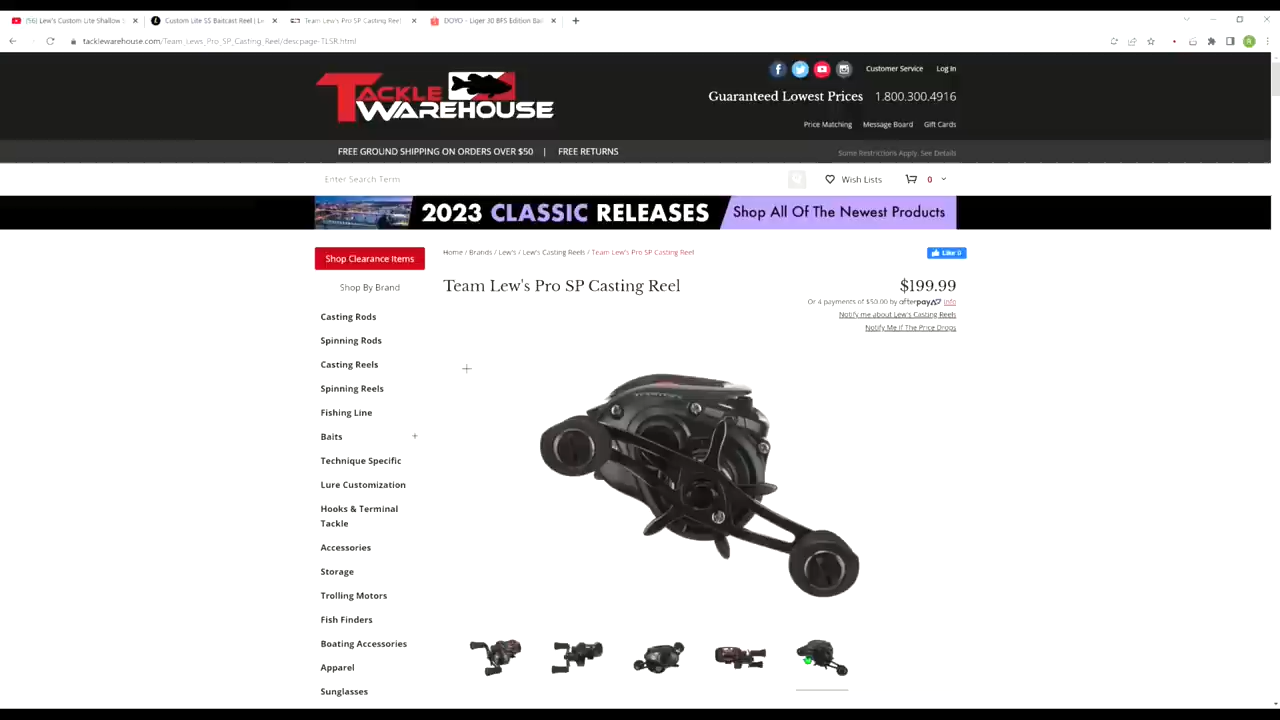 (56) Lew's Custom Lite Shallow
Custom Lite SS Baitcast Reel | Le
Team Lew's Pro SP Casting Reel
DOYO - Liger 30 BFS Edition Bai
tacklewarehouse.com/Team_Lews_Pro_SP_Casting_Reel/descpage-TLSR.html
R
TACKLE WAREHOUSE
Customer Service
Log In
Guaranteed Lowest Prices 1.800.300.4916
Price Matching
Message Board
Gift Cards
FREE GROUND SHIPPING ON ORDERS OVER $50 | FREE RETURNS
Some Restrictions Apply. See Details
Enter Search Term
Wish Lists
0
2023 CLASSIC RELEASES
Shop All Of The Newest Products
Shop Clearance Items
Home / Brands / Lew's / Lew's Casting Reels / Team Lew's Pro SP Casting Reel
Like 0
Shop By Brand
Team Lew's Pro SP Casting Reel
$199.99
Or 4 payments of $50.00 by afterpay info
Notify me about Lew's Casting Reels
Notify Me If The Price Drops
Casting Rods
Spinning Rods
Casting Reels
Spinning Reels
Fishing Line
Baits +
Technique Specific
Lure Customization
Hooks & Terminal
Tackle
Accessories
Storage
Trolling Motors
Fish Finders
Boating Accessories
Apparel
Sunglasses